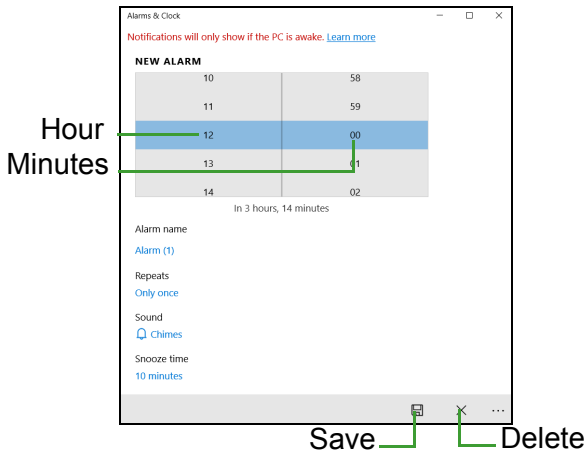 Alarms & Clock
Notifications will only show if the PC is awake. Learn more
NEW ALARM
10 58
11 59
Hour 12 00
Minutes
13 01
14 02
In 3 hours, 14 minutes
Alarm name
Alarm (1)
Repeats
Only once
Sound
Chimes
Snooze time
10 minutes
...
Save Delete